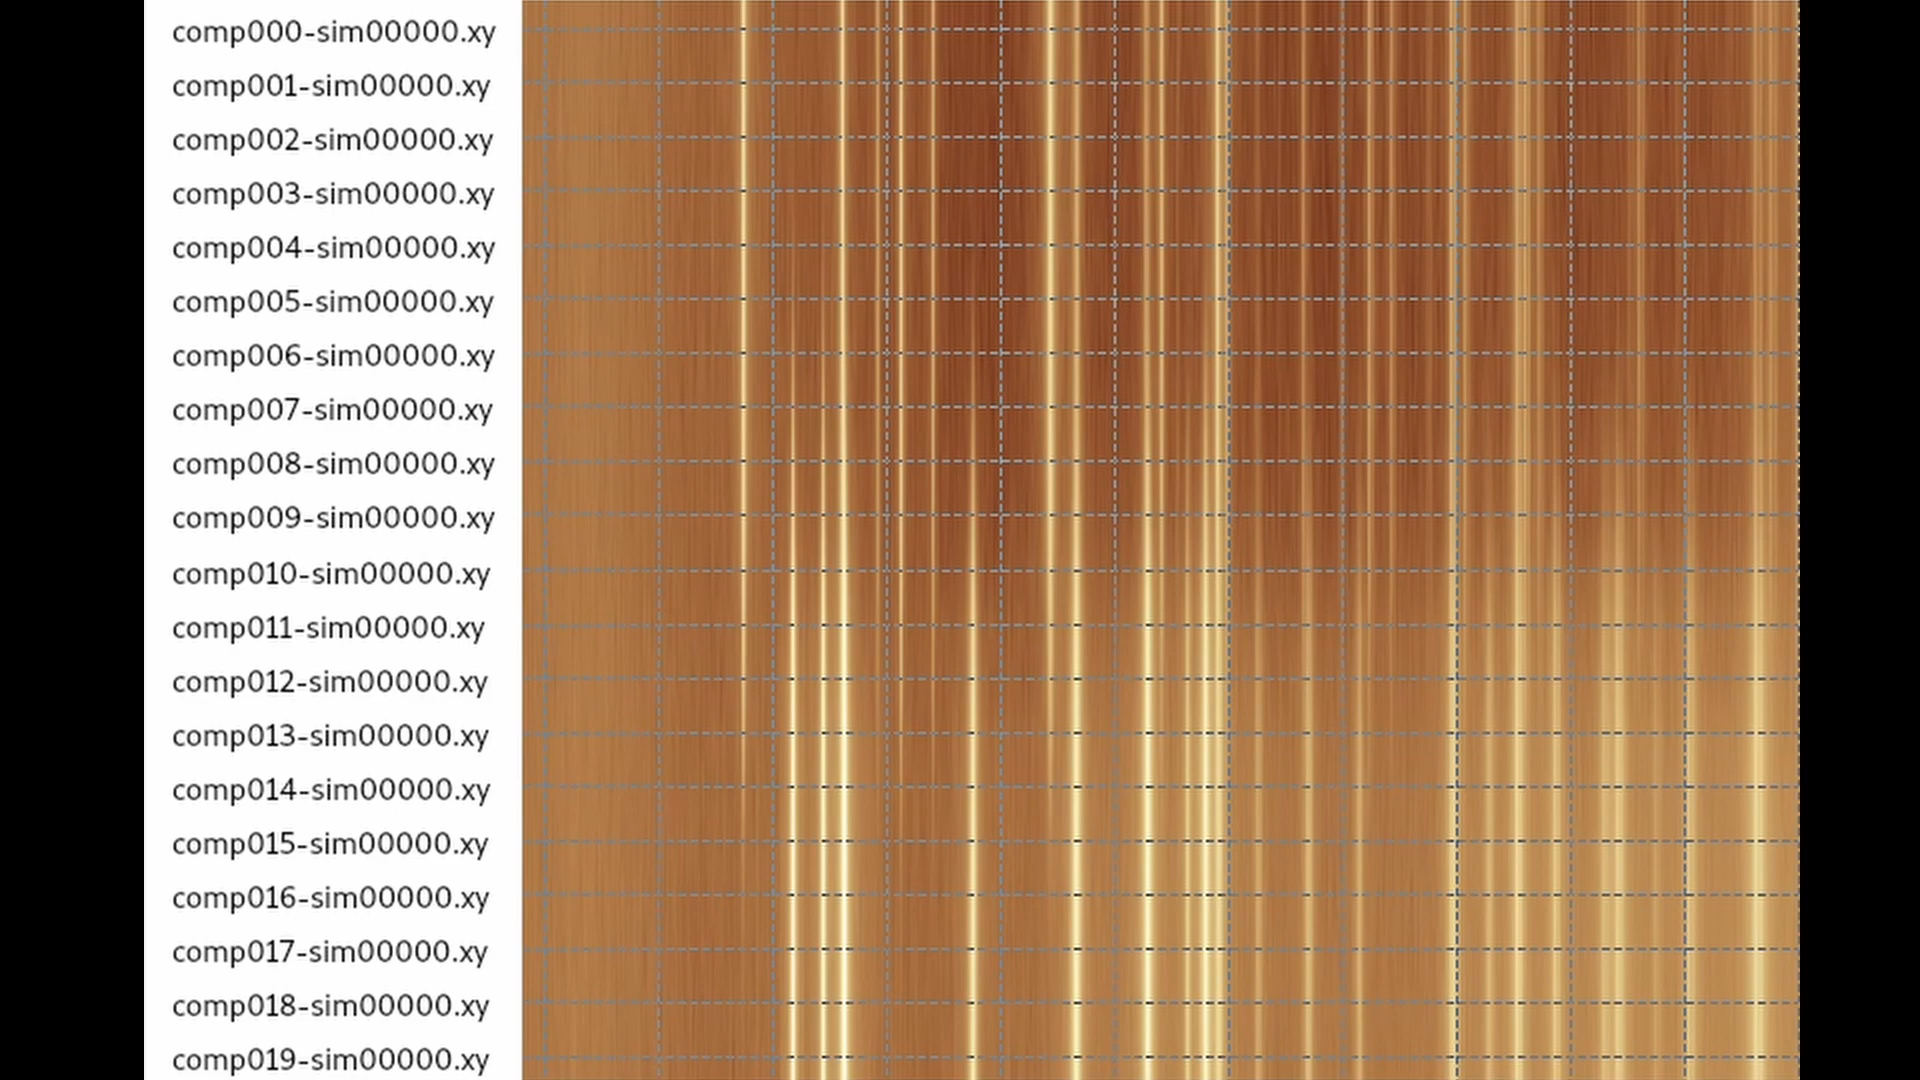 comp000-sim00000.xy
comp001-sim00000.xy
comp002-sim00000.xy
comp003-sim00000.xy
comp004-sim00000.xy
comp005-sim00000.xy
comp006-sim00000.xy
comp007-sim00000.xy
comp008-sim00000.xy
comp009-sim00000.xy
comp010-sim00000.xy
comp011-sim00000.xy
comp012-sim00000.xy
comp013-sim00000.xy
comp014-sim00000.xy
comp015-sim00000.xy
comp016-sim00000.xy
comp017-sim00000.xy
comp018-sim00000.xy
comp019-sim00000.xy